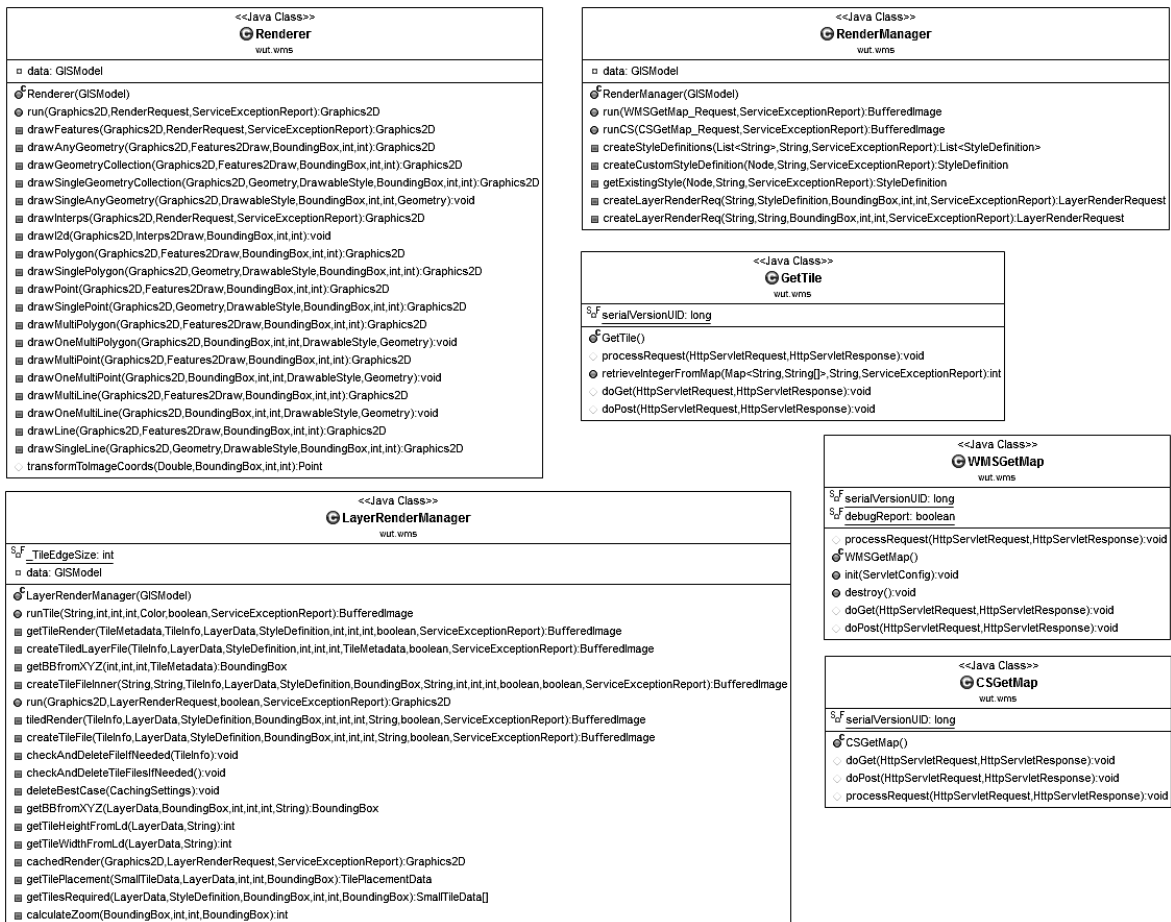 <<Java Class>>
Renderer
wut.wms
data: GISModel
Renderer(GISModel)
run(Graphics2D,RenderRequest,ServiceExceptionReport):Graphics2D
drawFeatures(Graphics2D,RenderRequest,ServiceExceptionReport):Graphics2D
drawAnyGeometry(Graphics2D,Features2Draw,BoundingBox,int,int):Graphics2D
drawGeometryCollection(Graphics2D,Features2Draw,BoundingBox,int,int):Graphics2D
drawSingleGeometryCollection(Graphics2D,Geometry,DrawableStyle,BoundingBox,int,int):Graphics2D
drawSingleAnyGeometry(Graphics2D,DrawableStyle,BoundingBox,int,int,Geometry):void
drawInterps(Graphics2D,RenderRequest,ServiceExceptionReport):Graphics2D
drawI2d(Graphics2D,Interps2Draw,BoundingBox,int,int):void
drawPolygon(Graphics2D,Features2Draw,BoundingBox,int,int):Graphics2D
drawSinglePolygon(Graphics2D,Geometry,DrawableStyle,BoundingBox,int,int):Graphics2D
drawPoint(Graphics2D,Features2Draw,BoundingBox,int,int):Graphics2D
drawSinglePoint(Graphics2D,Geometry,DrawableStyle,BoundingBox,int,int):Graphics2D
drawMultiPolygon(Graphics2D,Features2Draw,BoundingBox,int,int):Graphics2D
drawOneMultiPolygon(Graphics2D,BoundingBox,int,int,DrawableStyle,Geometry):void
drawMultiPoint(Graphics2D,Features2Draw,BoundingBox,int,int):Graphics2D
drawOneMultiPoint(Graphics2D,BoundingBox,int,int,DrawableStyle,Geometry):void
drawMultiLine(Graphics2D,Features2Draw,BoundingBox,int,int):Graphics2D
drawOneMultiLine(Graphics2D,BoundingBox,int,int,DrawableStyle,Geometry):void
drawLine(Graphics2D,Features2Draw,BoundingBox,int,int):Graphics2D
drawSingleLine(Graphics2D,Geometry,DrawableStyle,BoundingBox,int,int):Graphics2D
transformToImageCoords(Double,BoundingBox,int,int):Point
<<Java Class>>
RenderManager
wut.wms
data: GISModel
RenderManager(GISModel)
run(WMSGetMap_Request,ServiceExceptionReport):BufferedImage
runCS(CSGetMap_Request,ServiceExceptionReport):BufferedImage
createStyleDefinitions(List<String>,String,ServiceExceptionReport):List<StyleDefinition>
createCustomStyleDefinition(Node,String,ServiceExceptionReport):StyleDefinition
getExistingStyle(Node,String,ServiceExceptionReport):StyleDefinition
createLayerRenderReq(String,StyleDefinition,BoundingBox,int,int,ServiceExceptionReport):LayerRenderRequest
createLayerRenderReq(String,String,BoundingBox,int,int,ServiceExceptionReport):LayerRenderRequest
<<Java Class>>
GetTile
wut.wms
serialVersionUID: long
GetTile()
processRequest(HttpServletRequest,HttpServletResponse):void
retrieveIntegerFromMap(Map<String,String[]>,String,ServiceExceptionReport):int
doGet(HttpServletRequest,HttpServletResponse):void
doPost(HttpServletRequest,HttpServletResponse):void
<<Java Class>>
WMSGetMap
wut.wms
serialVersionUID: long
debugReport: boolean
processRequest(HttpServletRequest,HttpServletResponse):void
WMSGetMap()
init(ServletConfig):void
destroy():void
doGet(HttpServletRequest,HttpServletResponse):void
doPost(HttpServletRequest,HttpServletResponse):void
<<Java Class>>
LayerRenderManager
wut.wms
_TileEdgeSize: int
data: GISModel
LayerRenderManager(GISModel)
runTile(String,int,int,int,Color,boolean,ServiceExceptionReport):BufferedImage
getTileRender(TileMetadata,TileInfo,LayerData,StyleDefinition,int,int,int,boolean,ServiceExceptionReport):BufferedImage
createTiledLayerFile(TileInfo,LayerData,StyleDefinition,int,int,int,TileMetadata,boolean,ServiceExceptionReport):BufferedImage
getBBfromXYZ(int,int,int,TileMetadata):BoundingBox
createTileFileInner(String,String,TileInfo,LayerData,StyleDefinition,BoundingBox,String,int,int,int,boolean,boolean,ServiceExceptionReport):BufferedImage
run(Graphics2D,LayerRenderRequest,boolean,ServiceExceptionReport):Graphics2D
tiledRender(TileInfo,LayerData,StyleDefinition,BoundingBox,int,int,int,String,boolean,ServiceExceptionReport):BufferedImage
createTileFile(TileInfo,LayerData,StyleDefinition,BoundingBox,int,int,int,String,boolean,ServiceExceptionReport):BufferedImage
checkAndDeleteFileIfNeeded(TileInfo):void
checkAndDeleteTileFilesIfNeeded():void
deleteBestCase(CachingSettings):void
getBBfromXYZ(LayerData,BoundingBox,int,int,int,String):BoundingBox
getTileHeightFromLd(LayerData,String):int
getTileWidthFromLd(LayerData,String):int
cachedRender(Graphics2D,LayerRenderRequest,ServiceExceptionReport):Graphics2D
getTilePlacement(SmallTileData,LayerData,int,int,BoundingBox):TilePlacementData
getTilesRequired(LayerData,StyleDefinition,BoundingBox,int,int,BoundingBox):SmallTileData[]
calculateZoom(BoundingBox,int,int,BoundingBox):int
<<Java Class>>
CSGetMap
wut.wms
serialVersionUID: long
CSGetMap()
doGet(HttpServletRequest,HttpServletResponse):void
doPost(HttpServletRequest,HttpServletResponse):void
processRequest(HttpServletRequest,HttpServletResponse):void